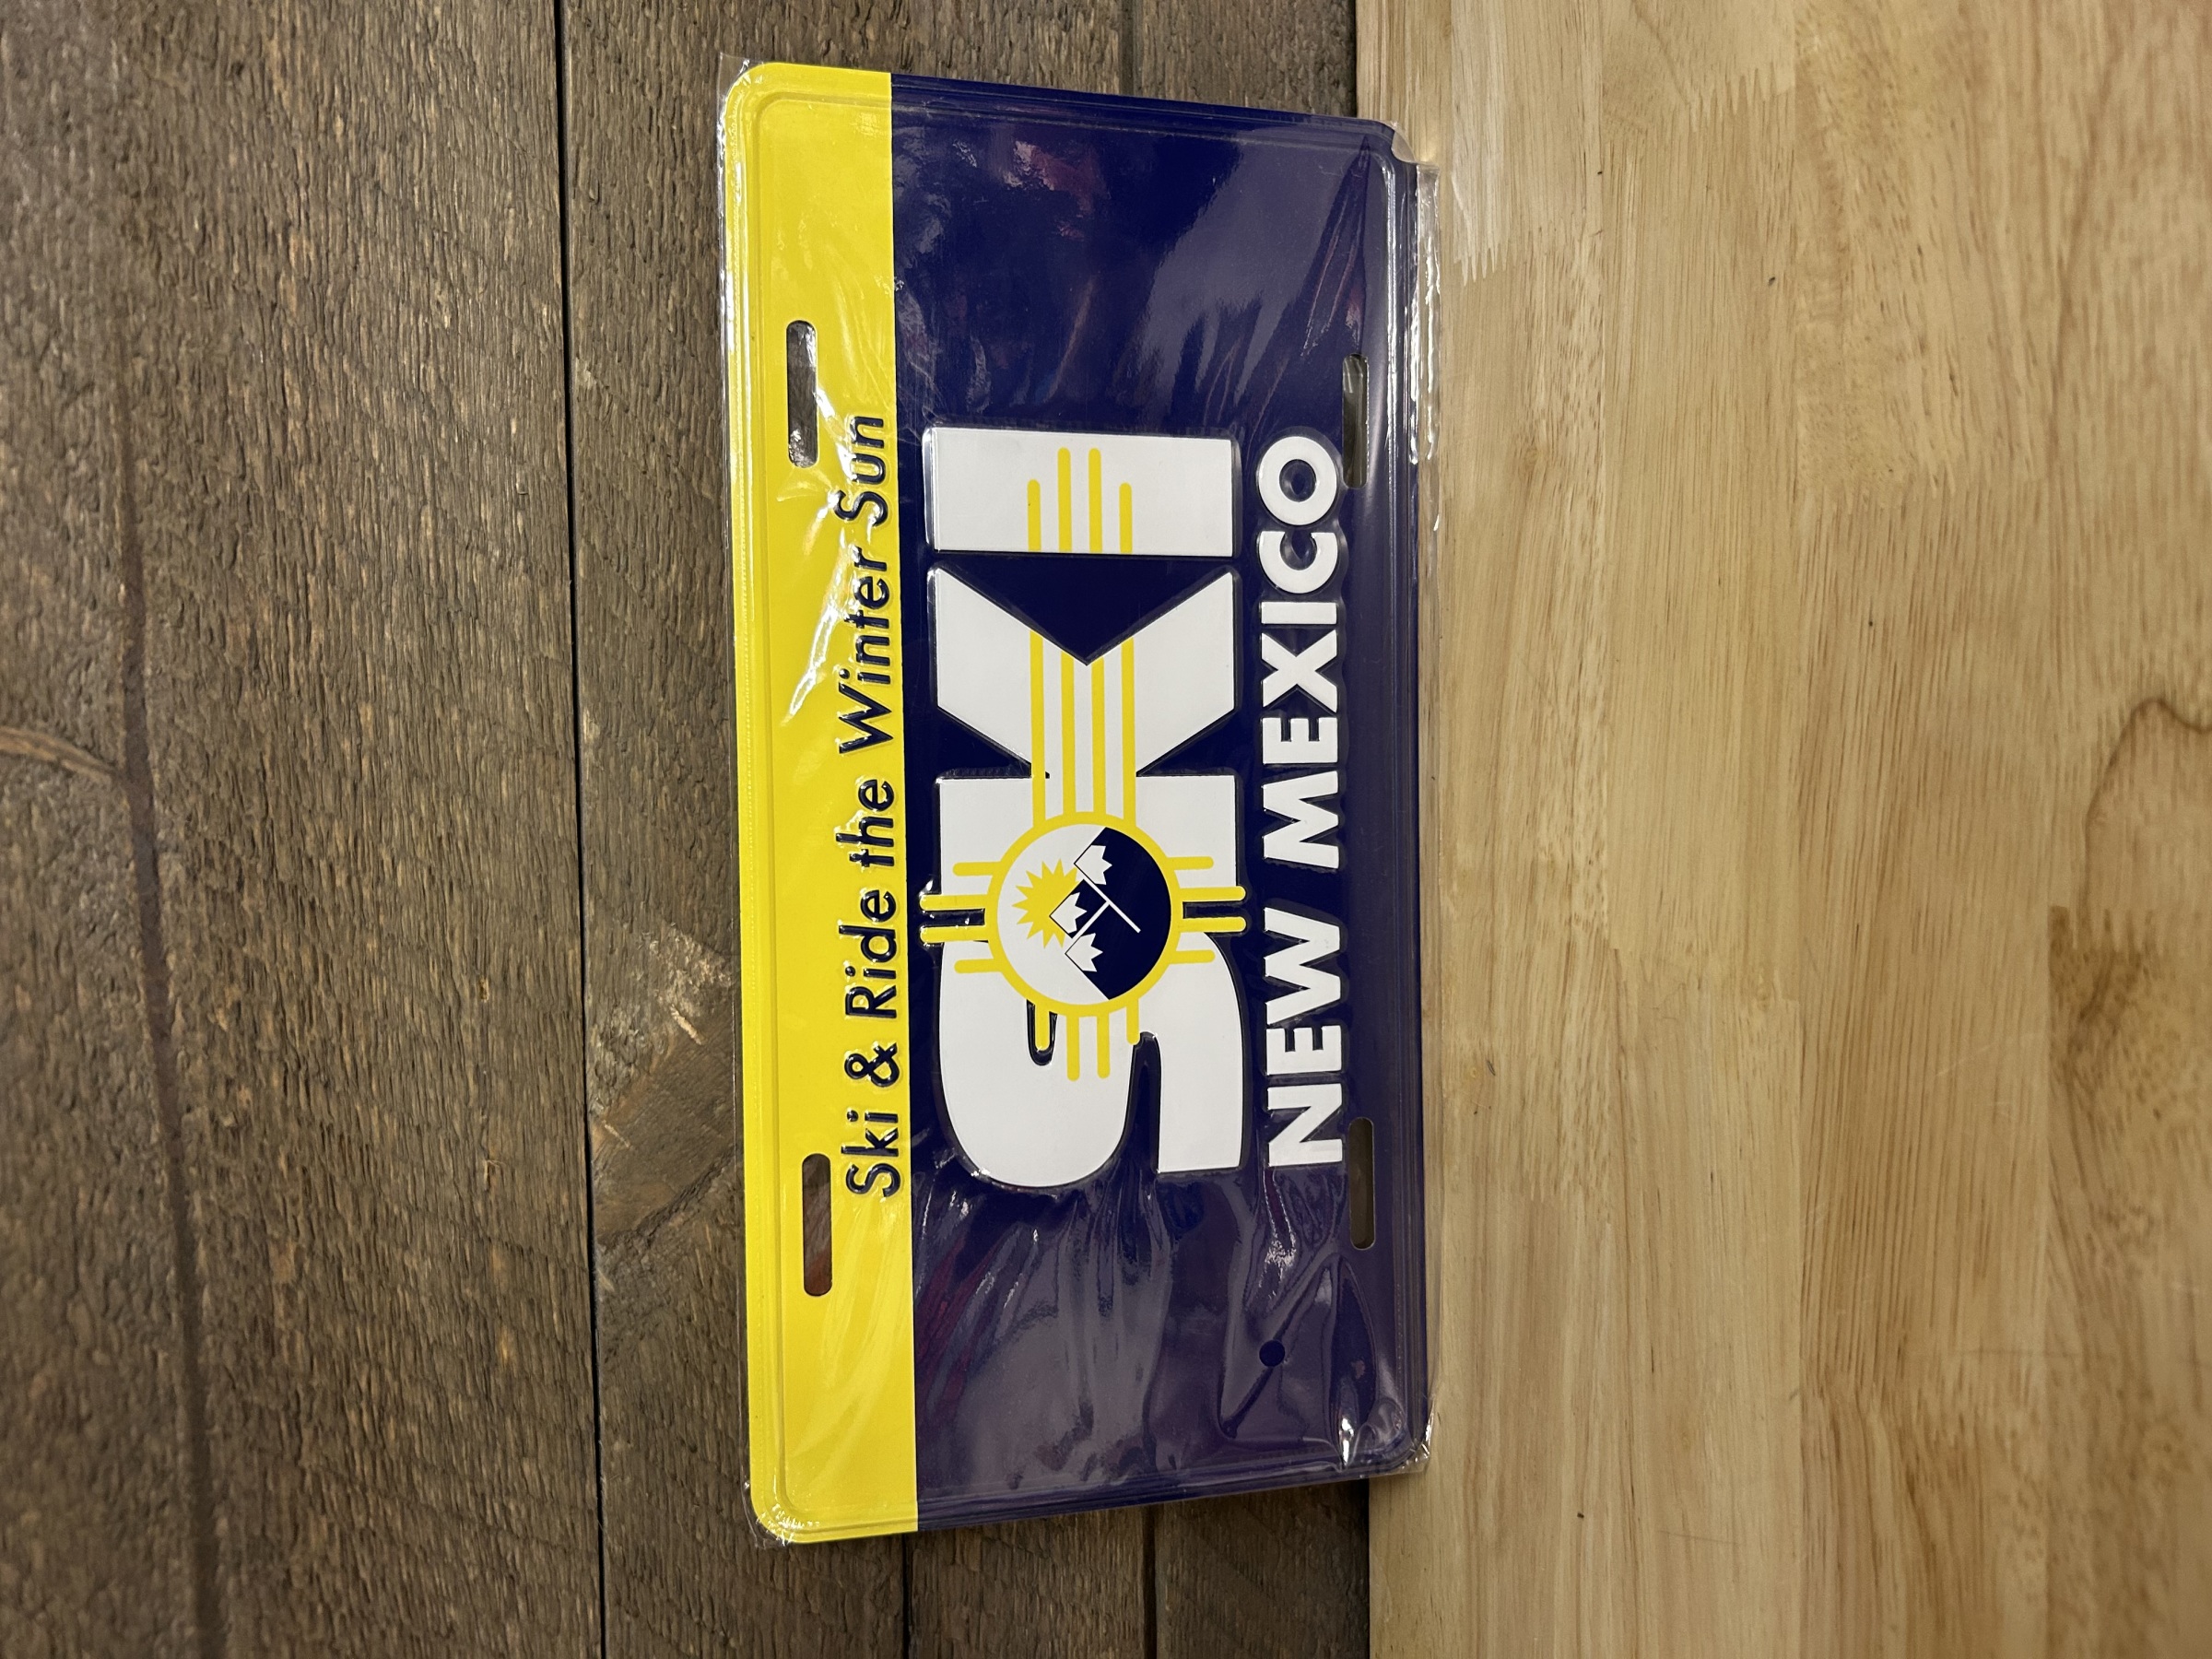 Ski & Ride the Winter Sun
SKI
NEW MEXICO